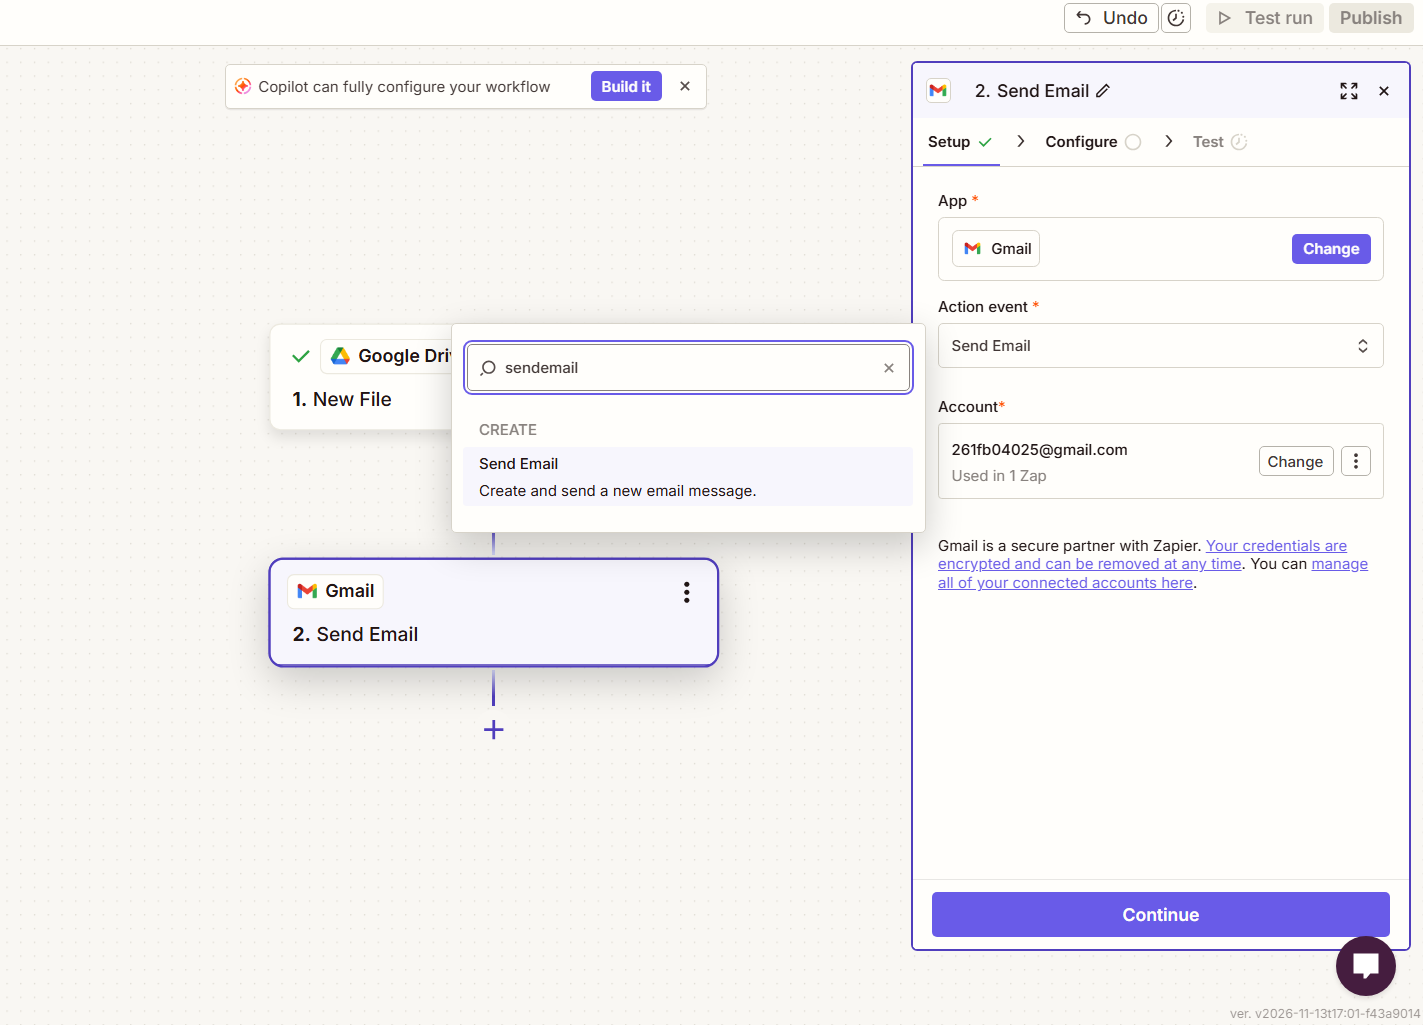 Undo
Test run
Publish
Copilot can fully configure your workflow
Build it
2. Send Email
Setup
Configure
Test
App *
Gmail
Change
Action event *
Send Email
Account*
261fb04025@gmail.com
Used in 1 Zap
Change
Gmail is a secure partner with Zapier. Your credentials are
encrypted and can be removed at any time. You can manage
all of your connected accounts here.
Continue
Google Dri
1. New File
sendemail
CREATE
Send Email
Create and send a new email message.
Gmail
2. Send Email
ver. v2026-11-13t17:01-f43a9014